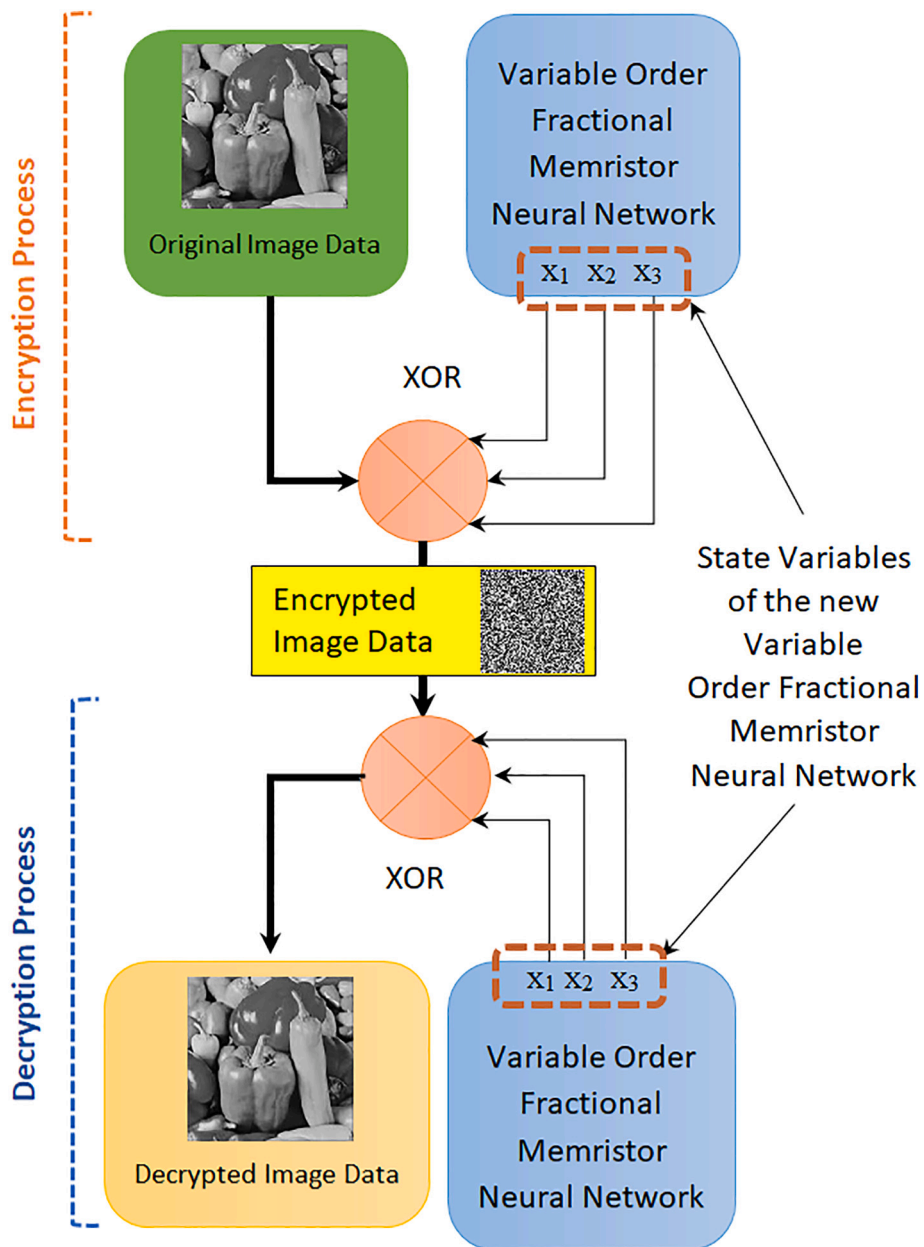 Encryption Process
Original Image Data
Variable Order
Fractional
Memristor
Neural Network
x₁ x₂ x₃
XOR
Encrypted
Image Data
State Variables
of the new
Variable
Order Fractional
Memristor
Neural Network
Decryption Process
XOR
Decrypted Image Data
x₁ x₂ x₃
Variable Order
Fractional
Memristor
Neural Network